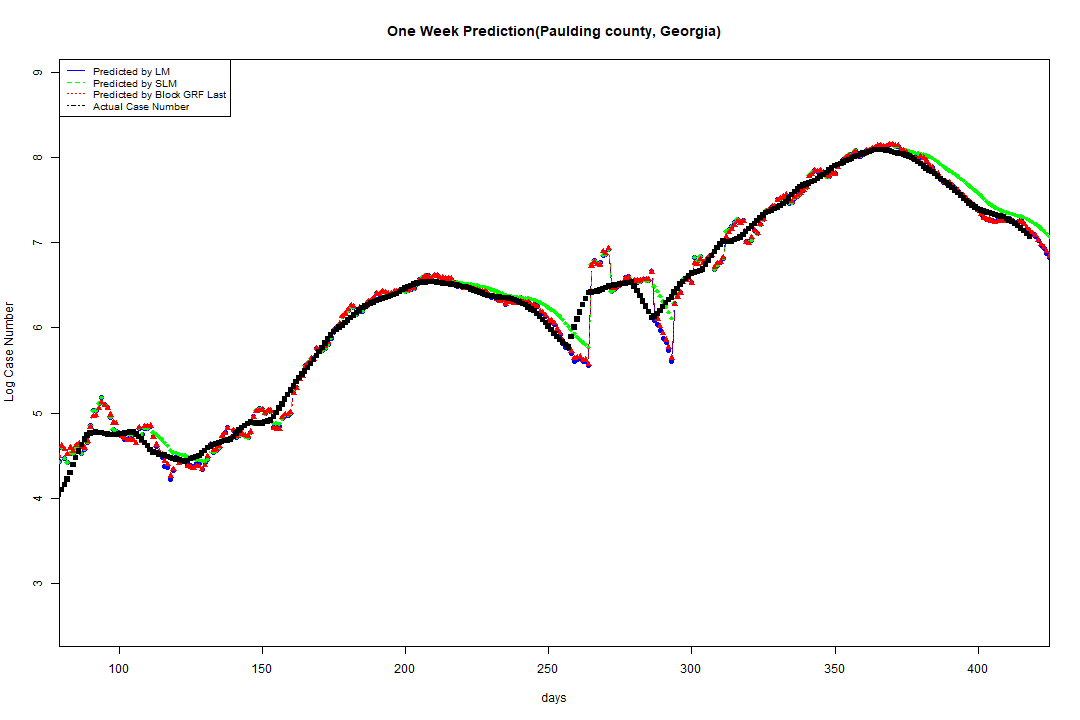 One Week Prediction(Paulding county, Georgia)
Predicted by LM
Predicted by SLM
Predicted by Block GRF Last
Actual Case Number
9
8
7
6
5
4
3
Log Case Number
100 150 200 250 300 350 400
days